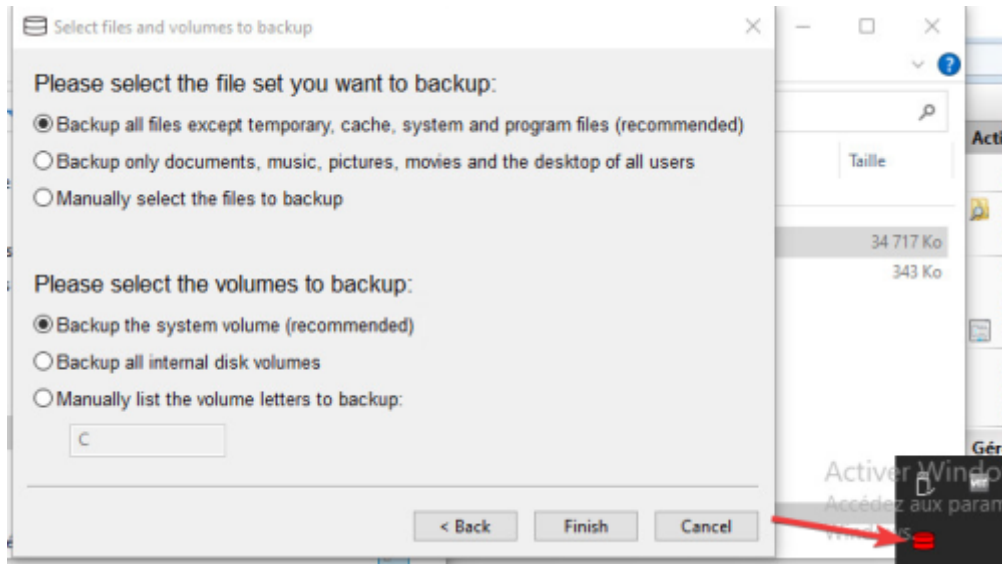 Select files and volumes to backup
Please select the file set you want to backup:
Backup all files except temporary, cache, system and program files (recommended)
Backup only documents, music, pictures, movies and the desktop of all users
Manually select the files to backup
Please select the volumes to backup:
Backup the system volume (recommended)
Backup all internal disk volumes
Manually list the volume letters to backup:
C
< Back
Finish
Cancel
?
Taille
34 717 Ko
343 Ko
Acti
Gér
Activer Windo
Accédez aux param